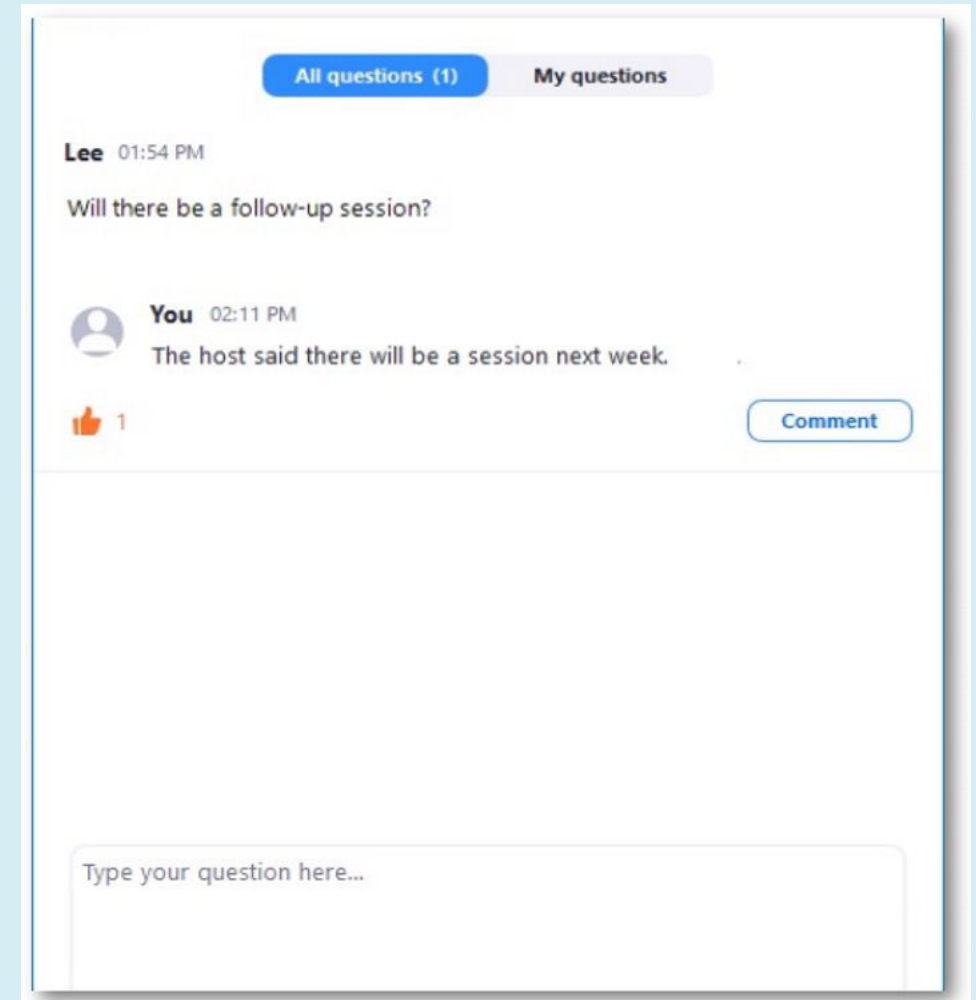 All questions (1) My questions
Lee 01:54 PM
Will there be a follow-up session?
You 02:11 PM
The host said there will be a session next week.
1 Comment
Type your question here...